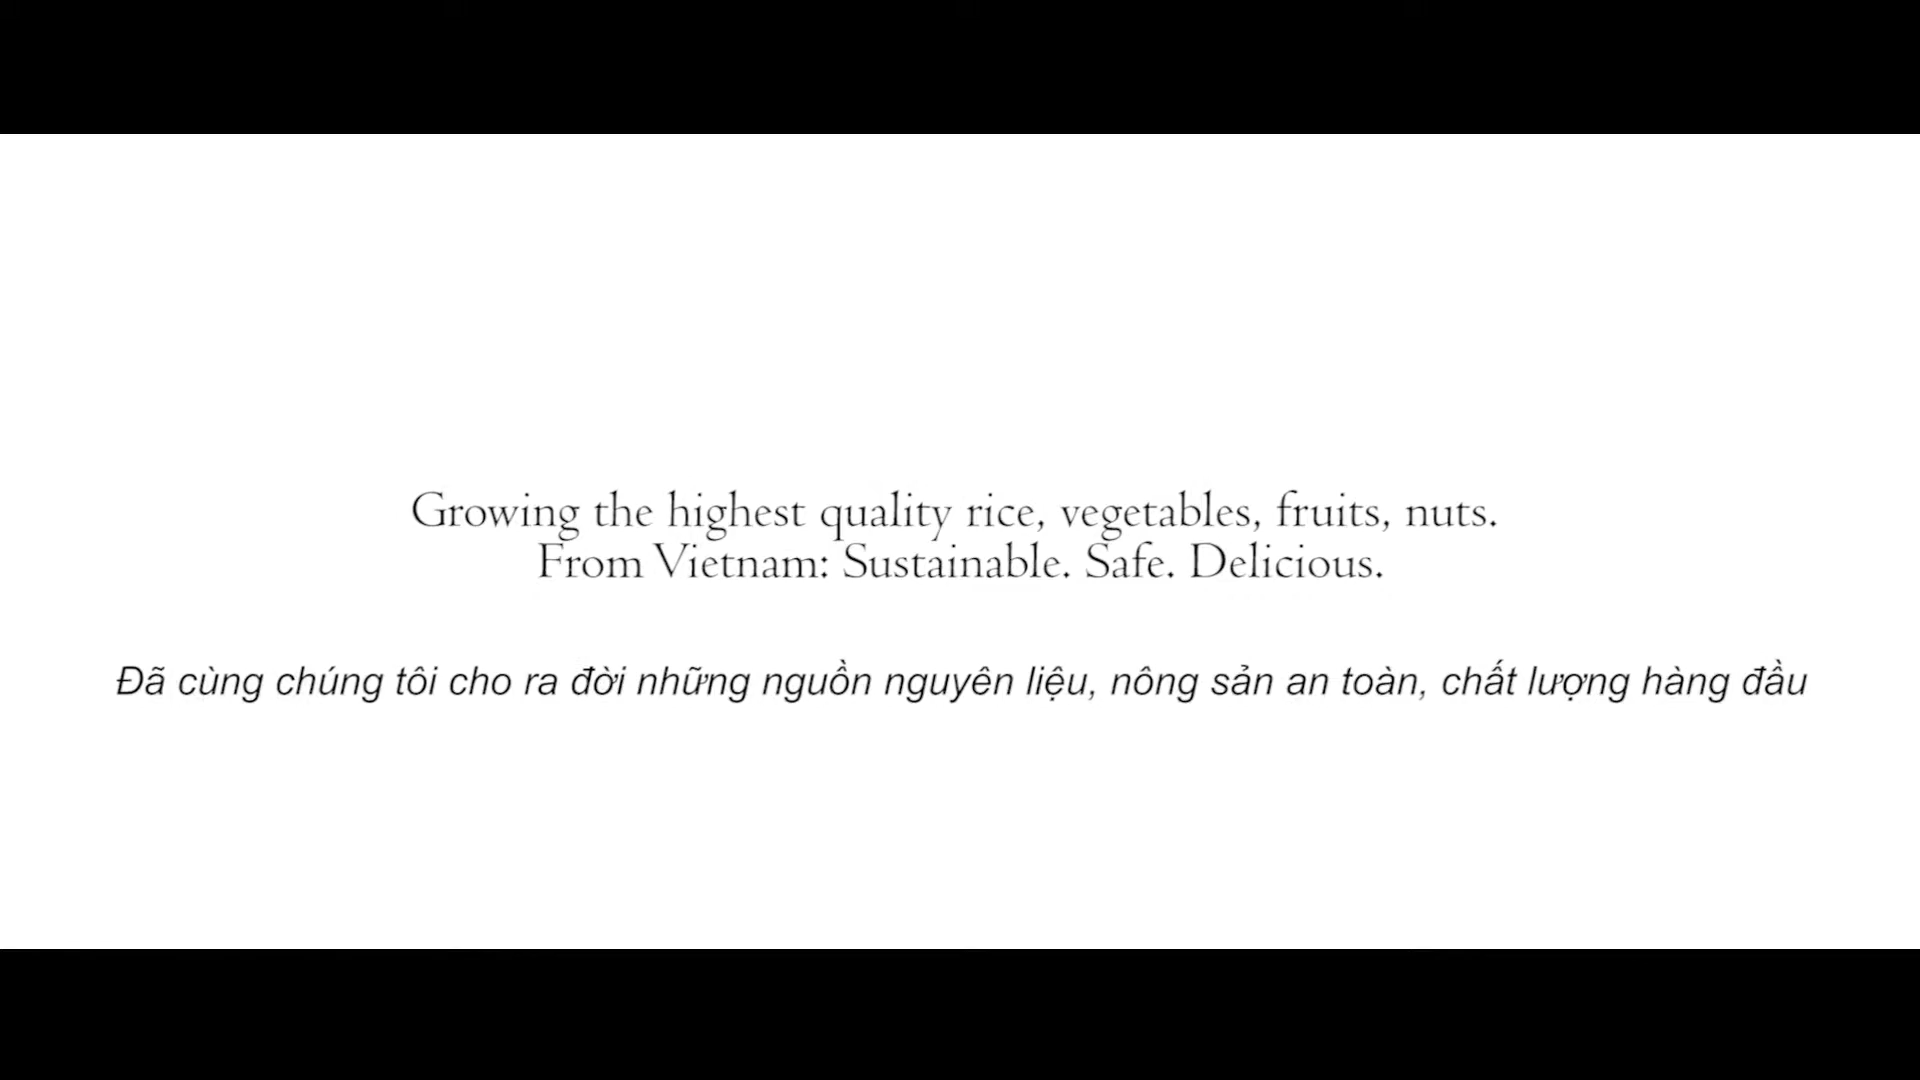 Growing the highest quality rice, vegetables, fruits, nuts.
From Vietnam: Sustainable. Safe. Delicious.
Đã cùng chúng tôi cho ra đời những nguồn nguyên liệu, nông sản an toàn, chất lượng hàng đầu